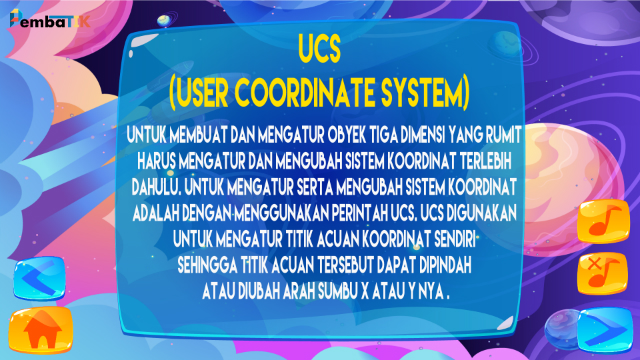 PembaTIK
UCS
(USER COORDINATE SYSTEM)
UNTUK MEMBUAT DAN MENGATUR OBYEK TIGA DIMENSI YANG RUMIT
HARUS MENGATUR DAN MENGUBAH SISTEM KOORDINAT TERLEBIH
DAHULU. UNTUK MENGATUR SERTA MENGUBAH SISTEM KOORDINAT
ADALAH DENGAN MENGGUNAKAN PERINTAH UCS. UCS DIGUNAKAN
UNTUK MENGATUR TITIK ACUAN KOORDINAT SENDIRI
SEHINGGA TITIK ACUAN TERSEBUT DAPAT DIPINDAH
ATAU DIUBAH ARAH SUMBU X ATAU Y NYA .